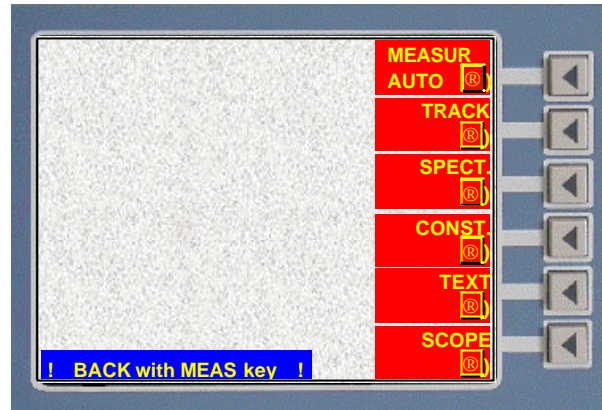 MEASUR
AUTO ®)
TRACK
®)
SPECT.
®)
CONST.
®)
TEXT
®)
SCOPE
®)
! BACK with MEAS key !